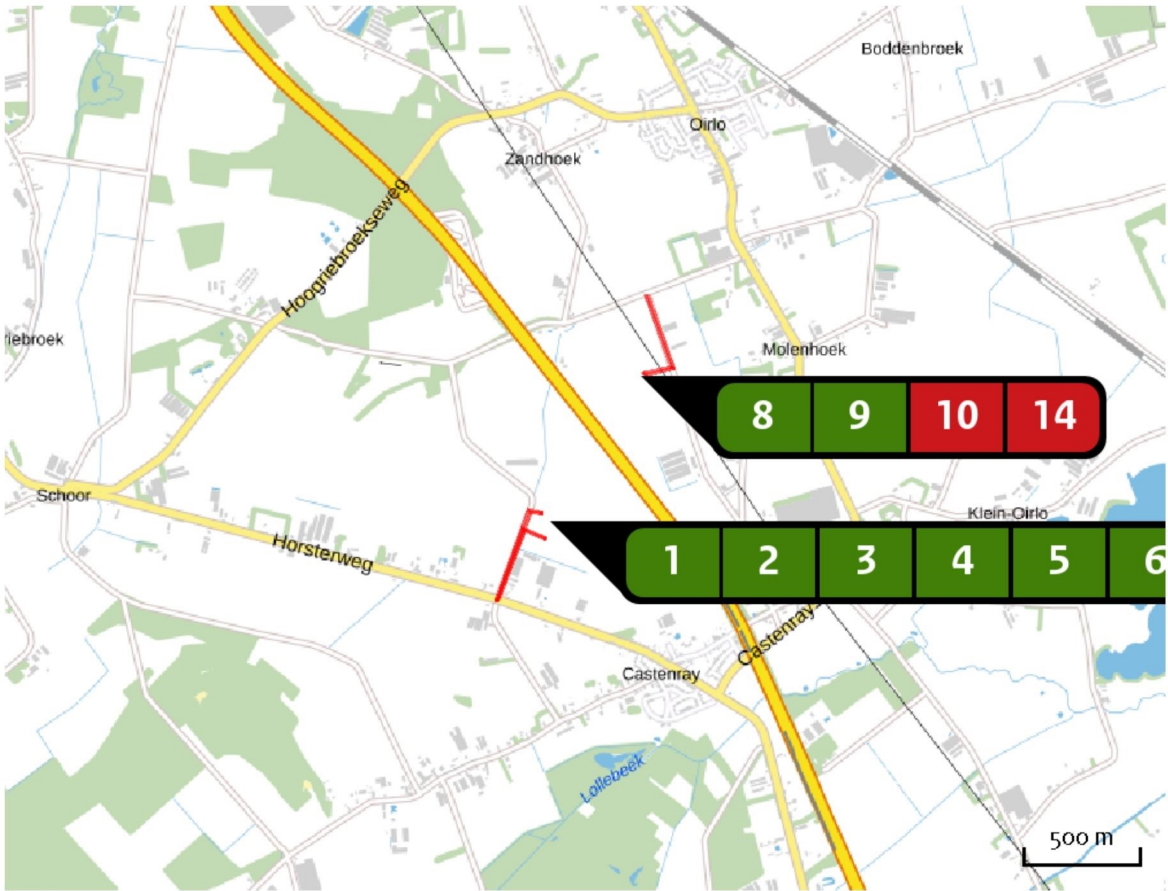 Boddenbroek
Oirlo
Zandhoek
Hoogriebroekseweg
riebroek
Molenhoek
8 9 10 14
Schoor
Klein-Oirlo
Horsterweg
1 2 3 4 5 6
Castenray
Castenray
Lollebeek
500 m